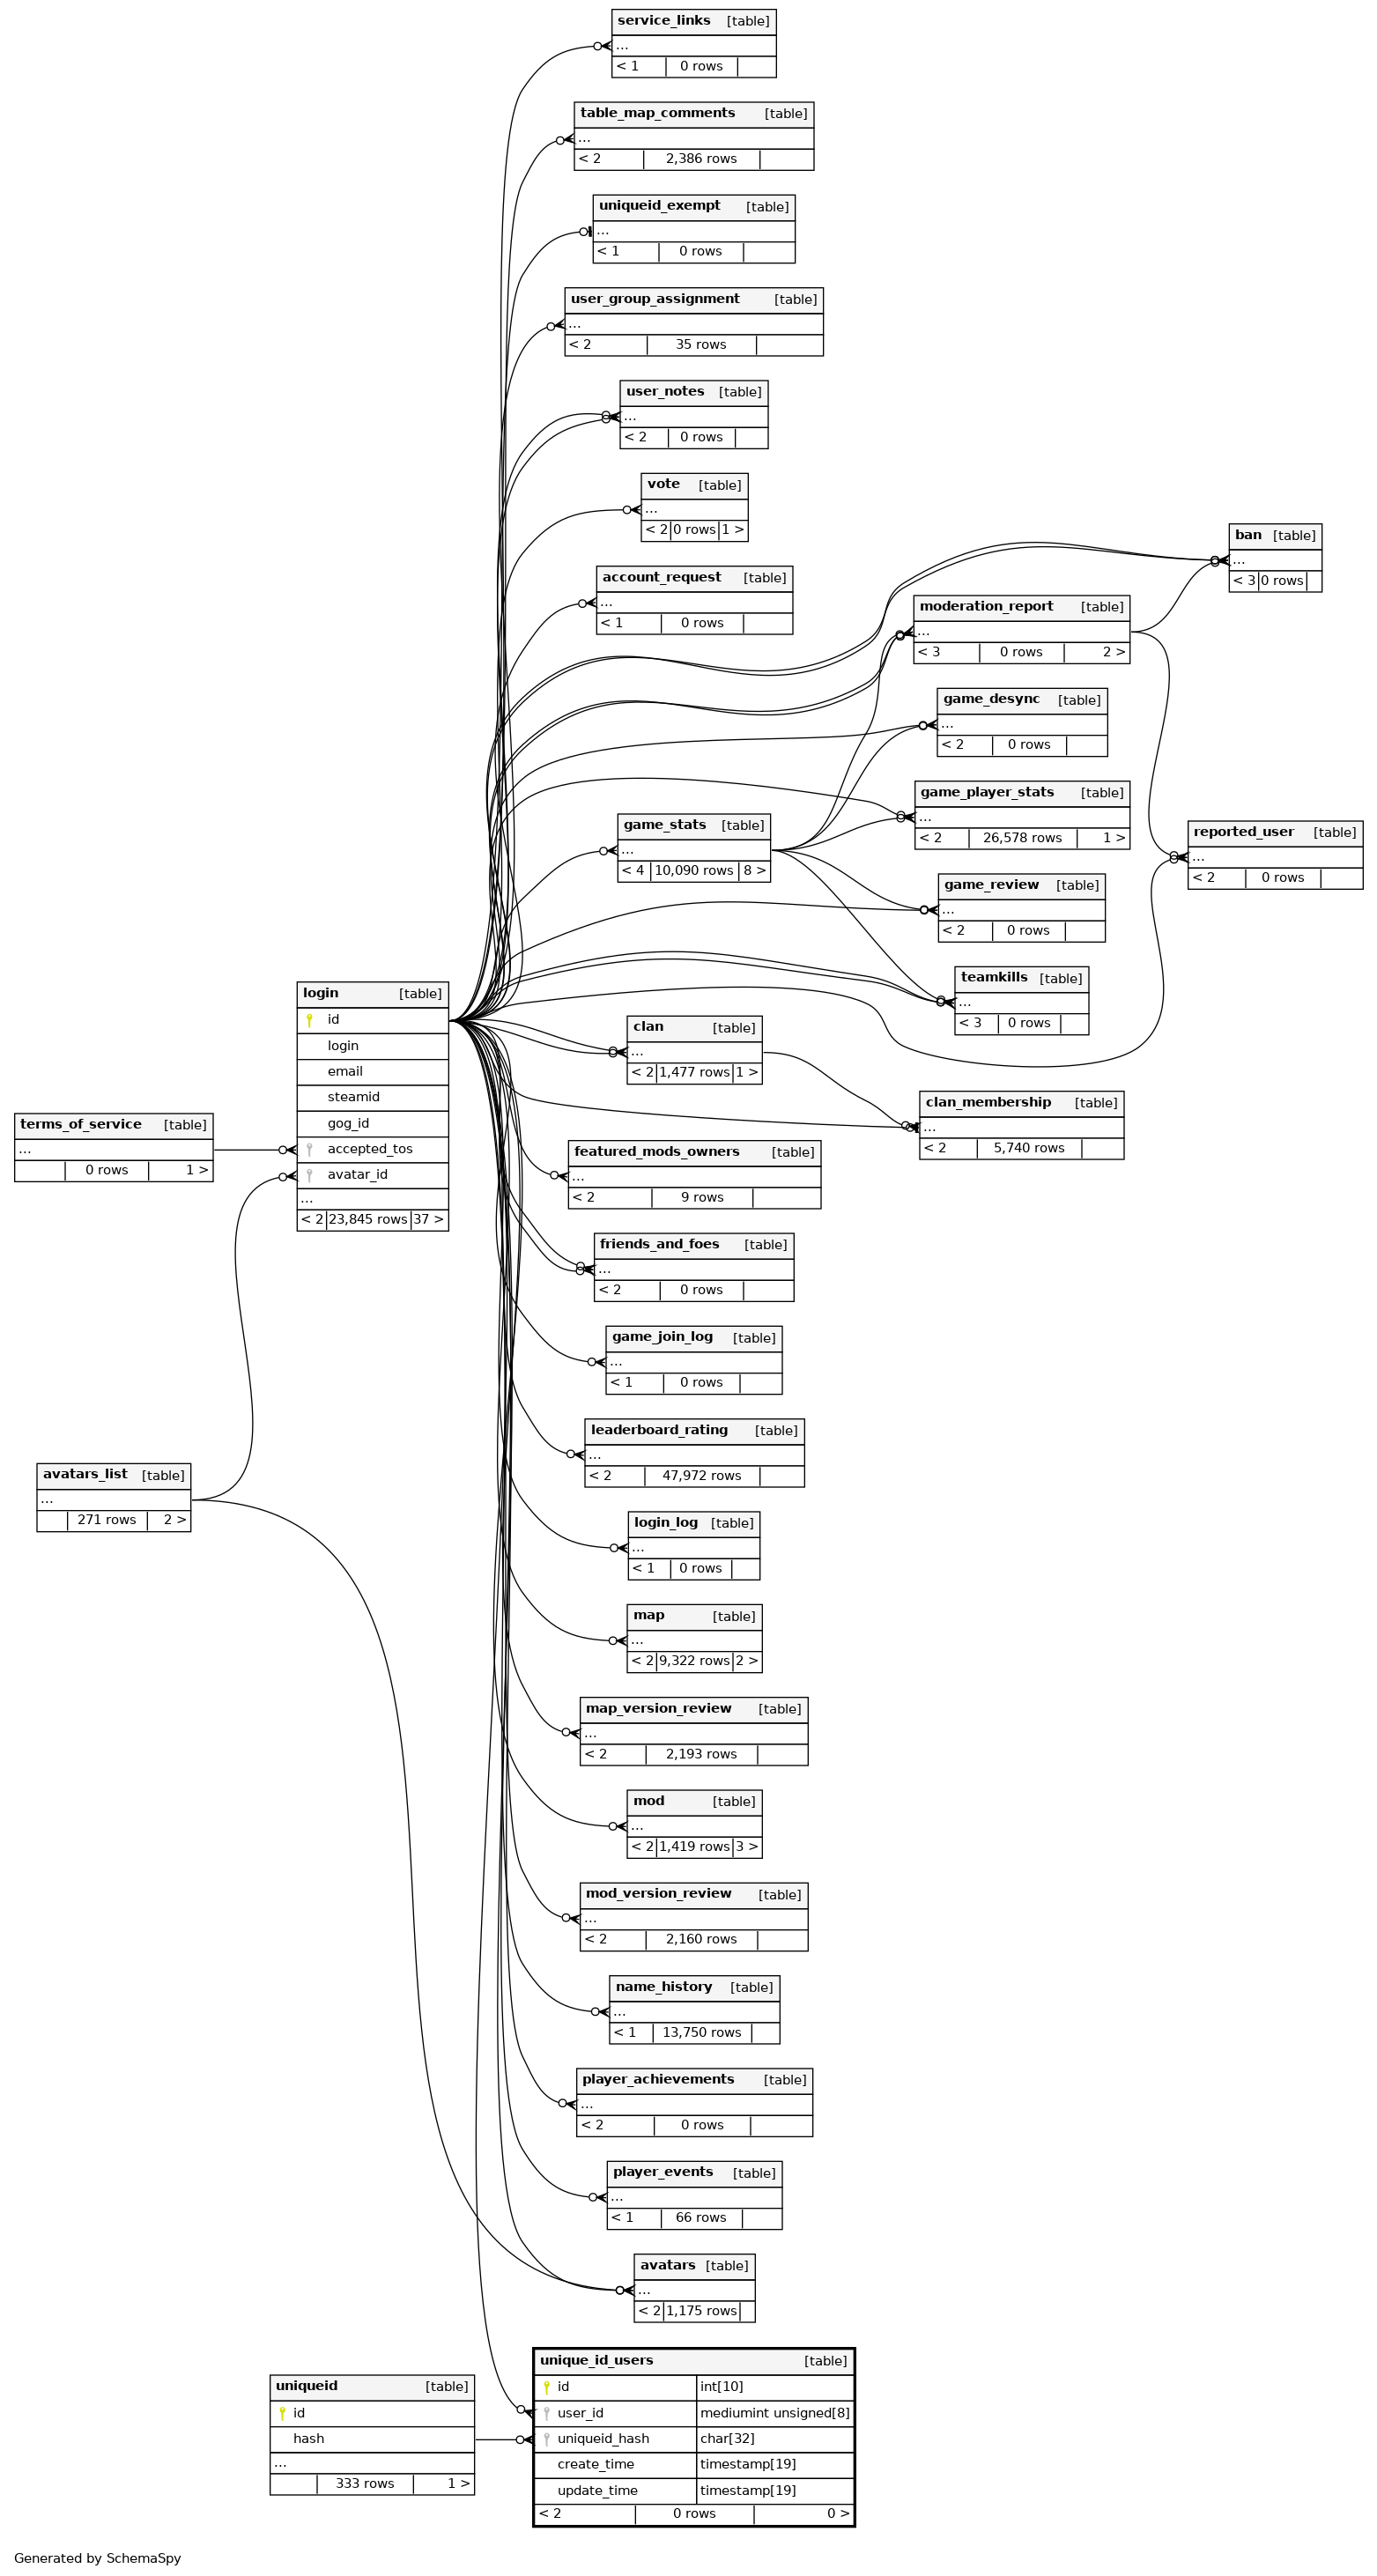 service_links [table]
...
< 1 0 rows
table_map_comments [table]
...
< 2 2,386 rows
uniqueid_exempt [table]
...
< 1 0 rows
user_group_assignment [table]
...
< 2 35 rows
user_notes [table]
...
< 2 0 rows
vote [table]
...
< 2 0 rows 1 >
ban [table]
...
< 3 0 rows
account_request [table]
...
< 1 0 rows
moderation_report [table]
...
< 3 0 rows 2 >
game_desync [table]
...
< 2 0 rows
game_player_stats [table]
...
< 2 26,578 rows 1 >
game_stats [table]
...
< 4 10,090 rows 8 >
reported_user [table]
...
< 2 0 rows
game_review [table]
...
< 2 0 rows
teamkills [table]
...
< 3 0 rows
login [table]
id
login
email
steamid
gog_id
accepted_tos
avatar_id
...
< 2 23,845 rows 37 >
clan [table]
...
< 2 1,477 rows 1 >
clan_membership [table]
...
< 2 5,740 rows
terms_of_service [table]
...
0 rows 1 >
featured_mods_owners [table]
...
< 2 9 rows
friends_and_foes [table]
...
< 2 0 rows
game_join_log [table]
...
< 1 0 rows
leaderboard_rating [table]
...
< 2 47,972 rows
avatars_list [table]
...
271 rows 2 >
login_log [table]
...
< 1 0 rows
map [table]
...
< 2 9,322 rows 2 >
map_version_review [table]
...
< 2 2,193 rows
mod [table]
...
< 2 1,419 rows 3 >
mod_version_review [table]
...
< 2 2,160 rows
name_history [table]
...
< 1 13,750 rows
player_achievements [table]
...
< 2 0 rows
player_events [table]
...
< 1 66 rows
avatars [table]
...
< 2 1,175 rows
unique_id_users [table]
id int[10]
user_id mediumint unsigned[8]
uniqueid_hash char[32]
create_time timestamp[19]
update_time timestamp[19]
< 2 0 rows 0 >
uniqueid [table]
id
hash
...
333 rows 1 >
Generated by SchemaSpy